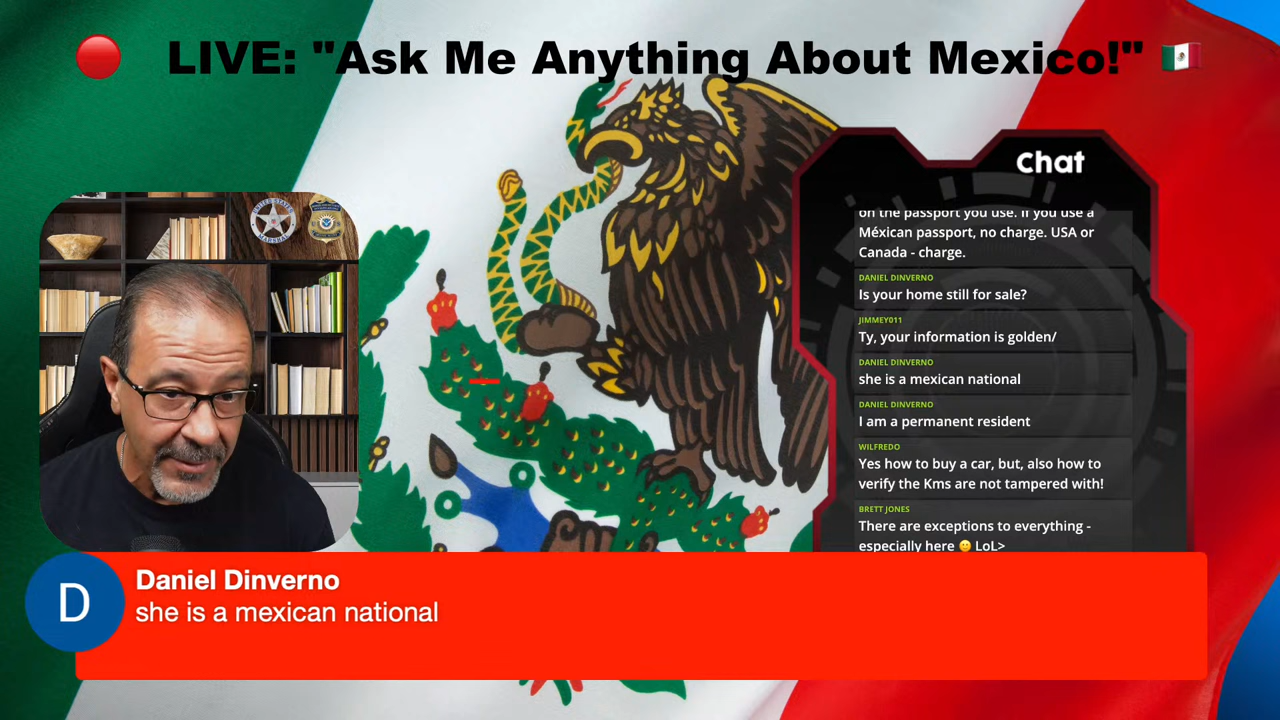 LIVE: "Ask Me Anything About Mexico!"
UNITED STATES
MARSHAL
chat
on the passport you use. If you use a
Méxican passport, no charge. USA or
Canada - charge.
DANIEL DINVERNO
Is your home still for sale?
JIMMEY011
Ty, your information is golden/
DANIEL DINVERNO
she is a mexican national
DANIEL DINVERNO
I am a permanent resident
WILFREDO
Yes how to buy a car, but, also how to
verify the Kms are not tampered with!
BRETT JONES
There are exceptions to everything -
especially here 😀 LoL>
D
Daniel Dinverno
she is a mexican national